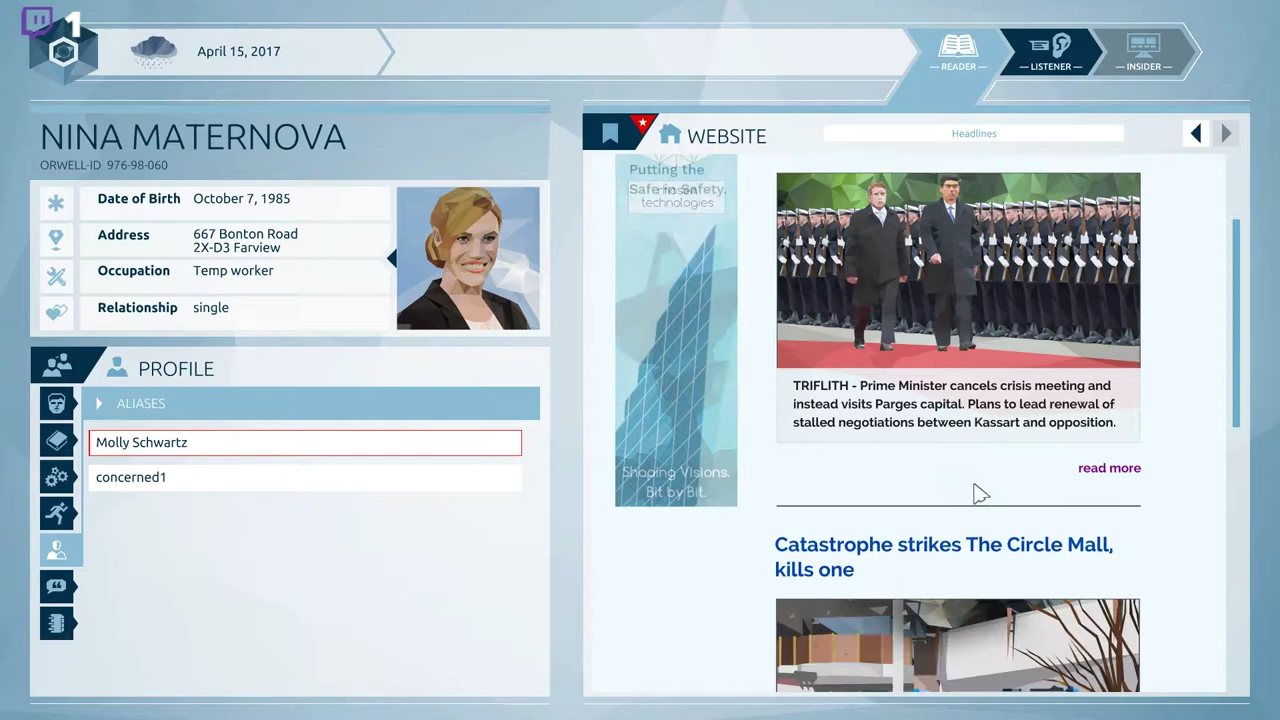 1
April 15, 2017
— READER —
— LISTENER —
— INSIDER —
NINA MATERNOVA
ORWELL-ID 976-98-060
Date of Birth October 7, 1985
Address 667 Bonton Road
2X-D3 Farview
Occupation Temp worker
Relationship single
PROFILE
ALIASES
Molly Schwartz
concerned1
WEBSITE
Headlines
Putting the
Safe in Safety.
technologies
Shaping Visions.
Bit by Bit.
TRIFLITH - Prime Minister cancels crisis meeting and
instead visits Parges capital. Plans to lead renewal of
stalled negotiations between Kassart and opposition.
read more
Catastrophe strikes The Circle Mall,
kills one